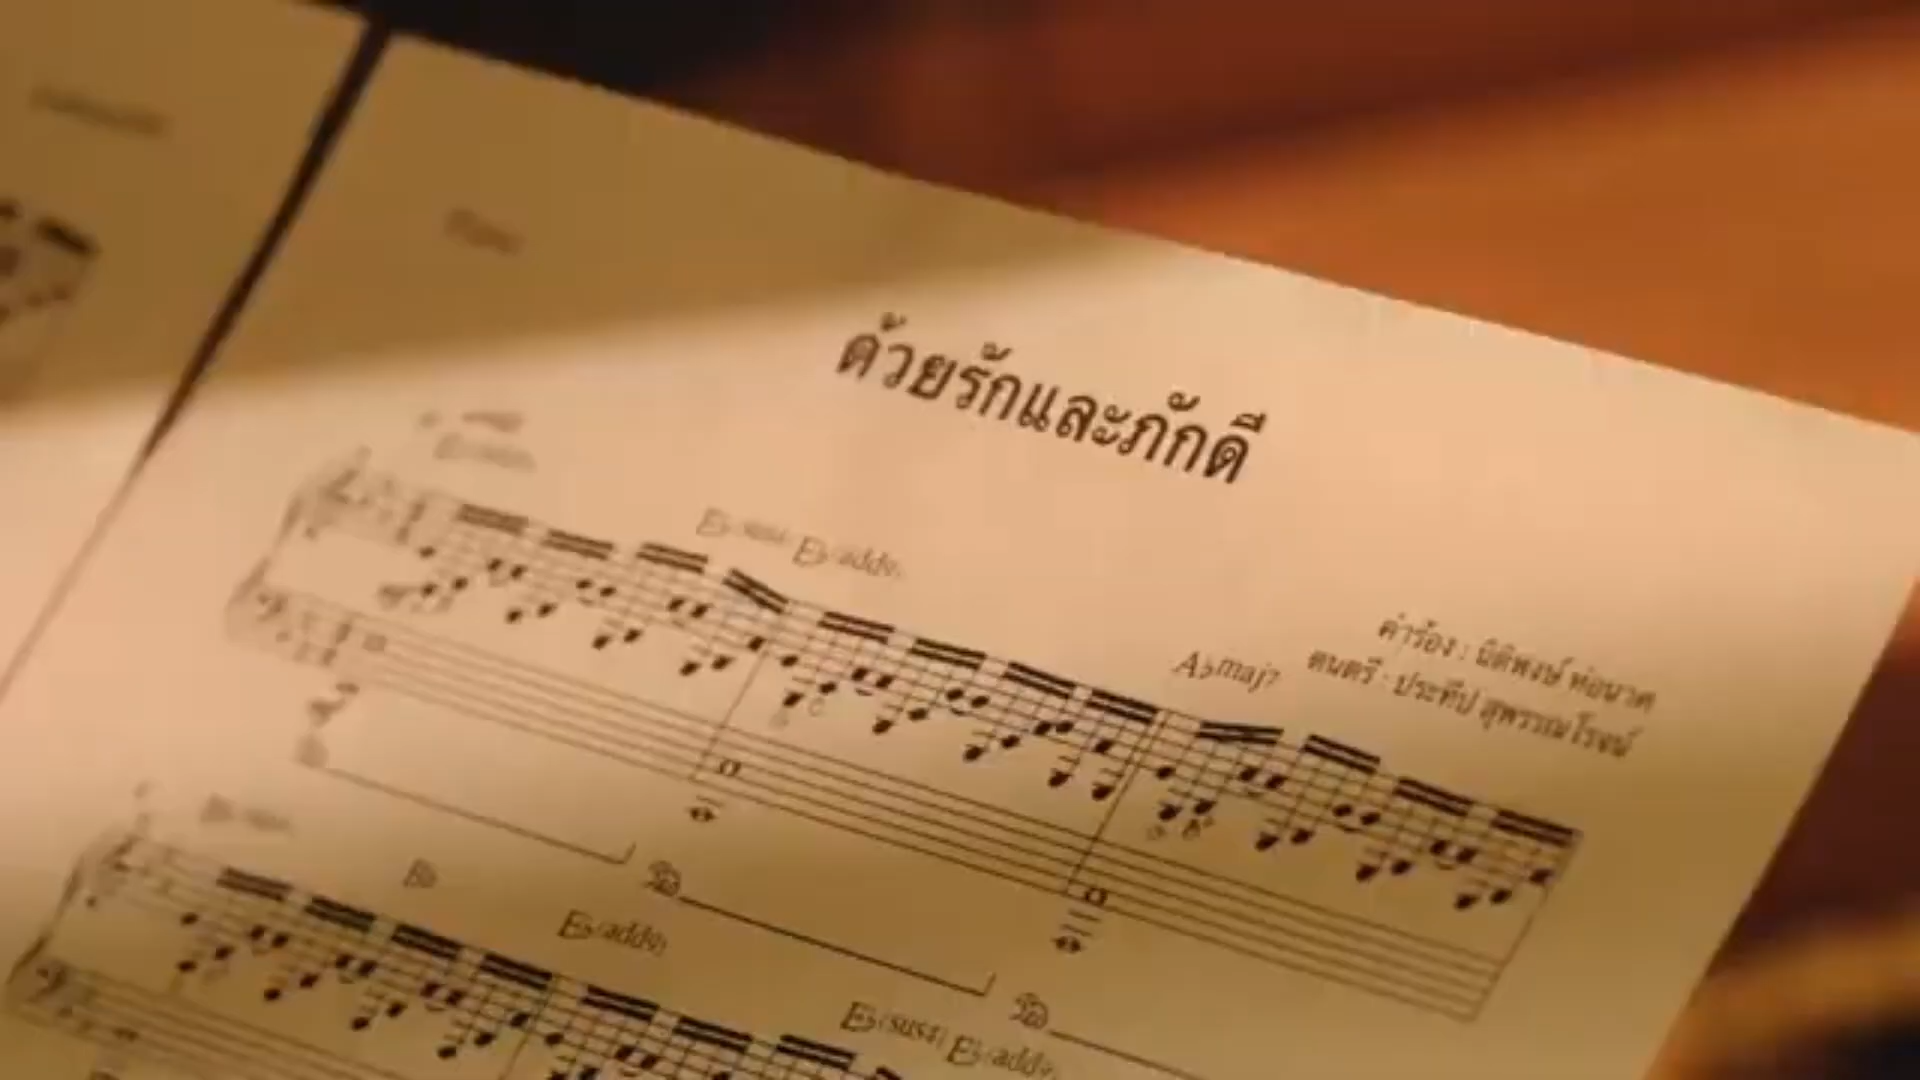 ด้วยรักและภักดี
E♭(sus4) E♭(add9)
คำร้อง : นิติพงษ์ ห่อนาค
A♭maj7
ดนตรี : ประทีป สุพรรณโรจน์
B♭
E♭(add9)
E♭(sus4) E♭(add9)